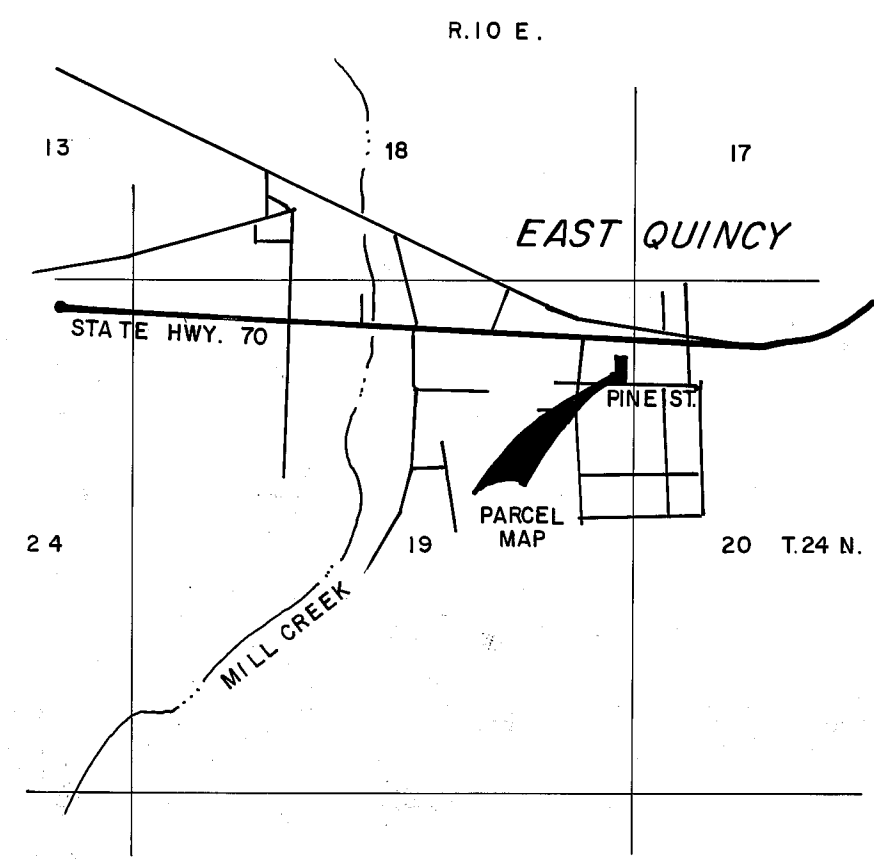 R.10 E.
13
18
17
EAST QUINCY
STATE HWY. 70
PINE ST.
PARCEL
MAP
24
19
20
T.24 N.
MILL CREEK